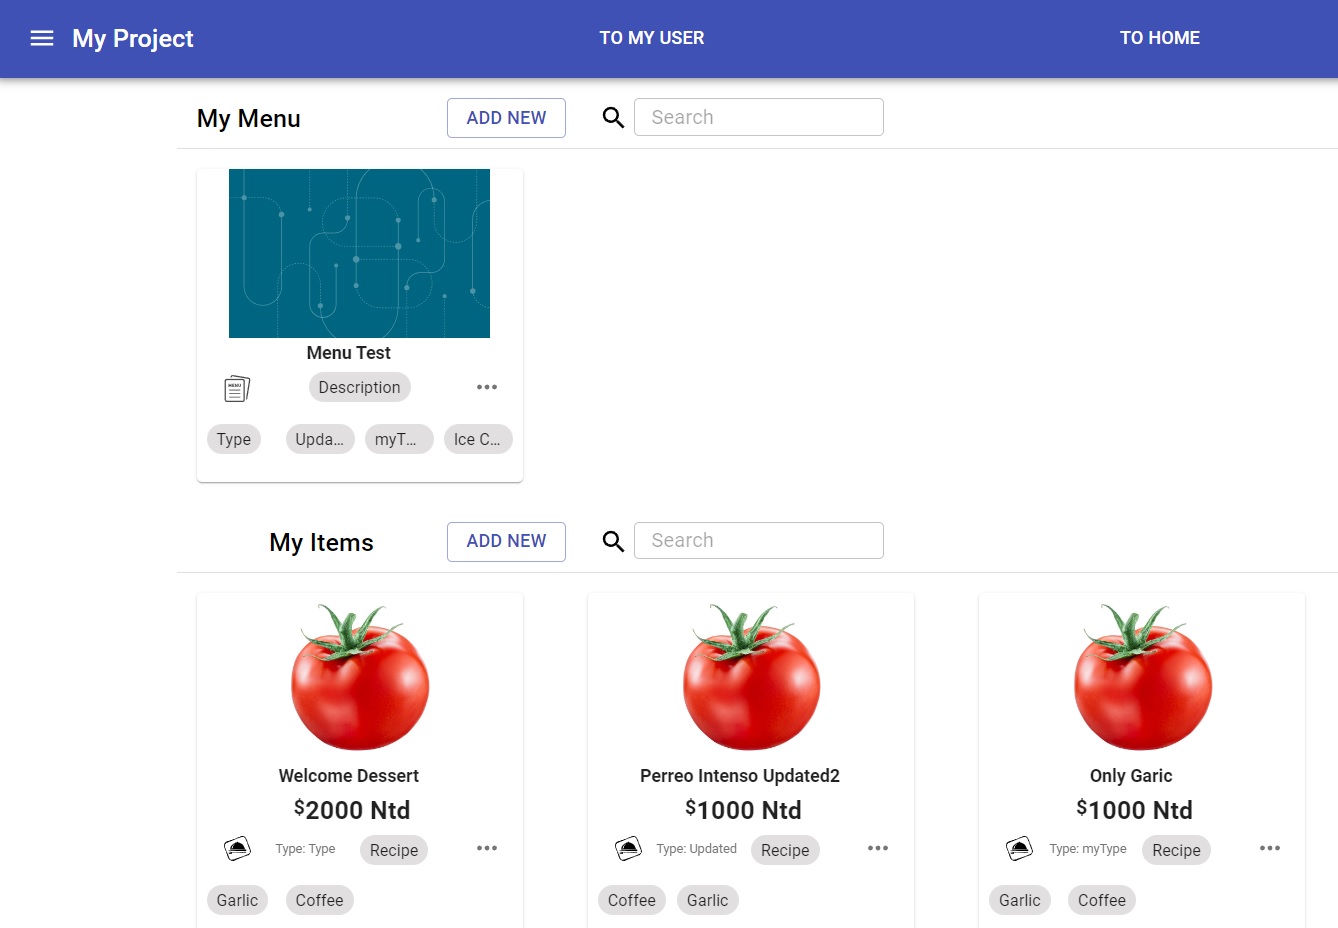 My Project TO MY USER TO HOME
My Menu ADD NEW Search
Menu Test
MENU Description •••
Type Upda... myT... Ice C...
My Items ADD NEW Search
Welcome Dessert Perreo Intenso Updated2 Only Garic
$2000 Ntd $1000 Ntd $1000 Ntd
Type: Type Recipe ••• Type: Updated Recipe ••• Type: myType Recipe •••
Garlic Coffee Coffee Garlic Garlic Coffee